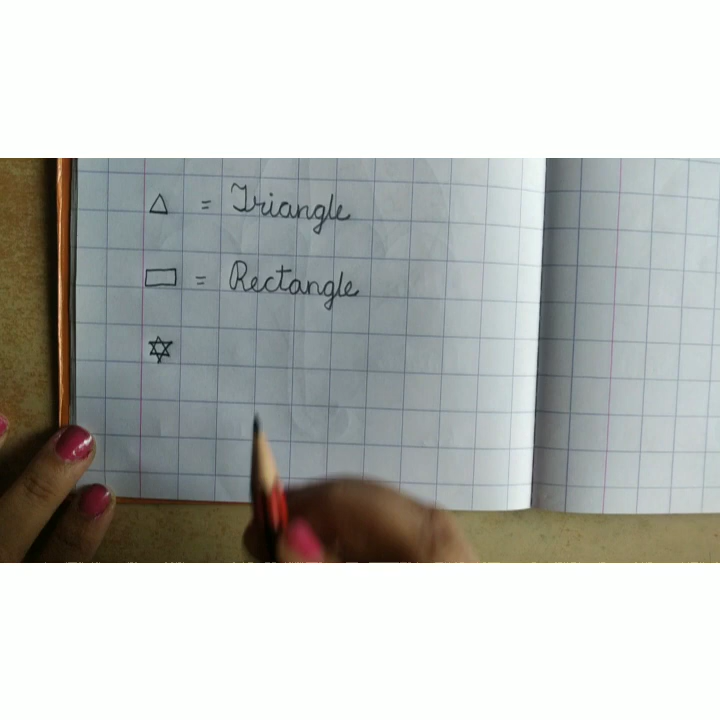 △ = Triangle
▭ = Rectangle
✡